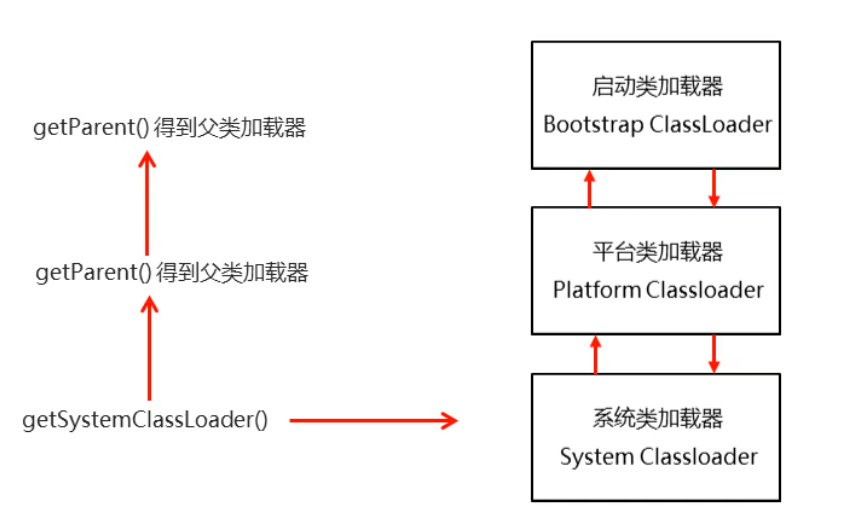 getParent() 得到父类加载器
getParent() 得到父类加载器
getSystemClassLoader()
启动类加载器
Bootstrap ClassLoader
平台类加载器
Platform Classloader
系统类加载器
System Classloader